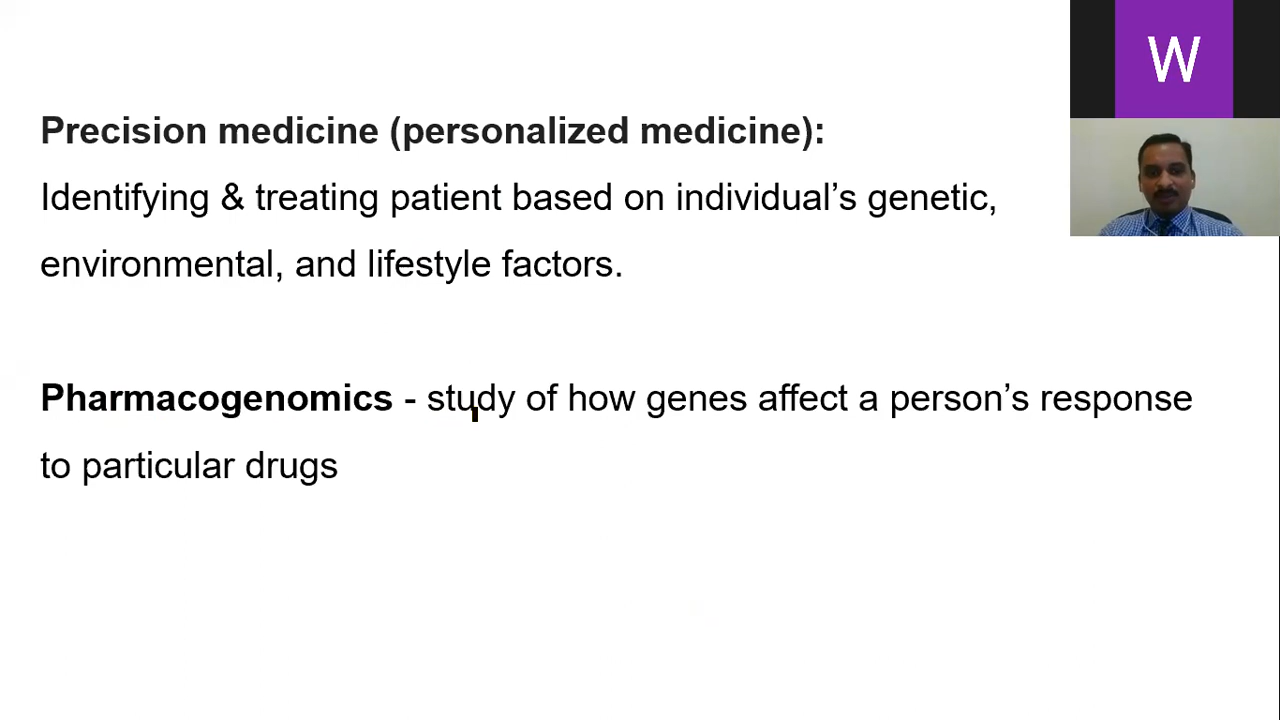 W
Precision medicine (personalized medicine):
Identifying & treating patient based on individual’s genetic,
environmental, and lifestyle factors.
Pharmacogenomics - study of how genes affect a person’s response
to particular drugs